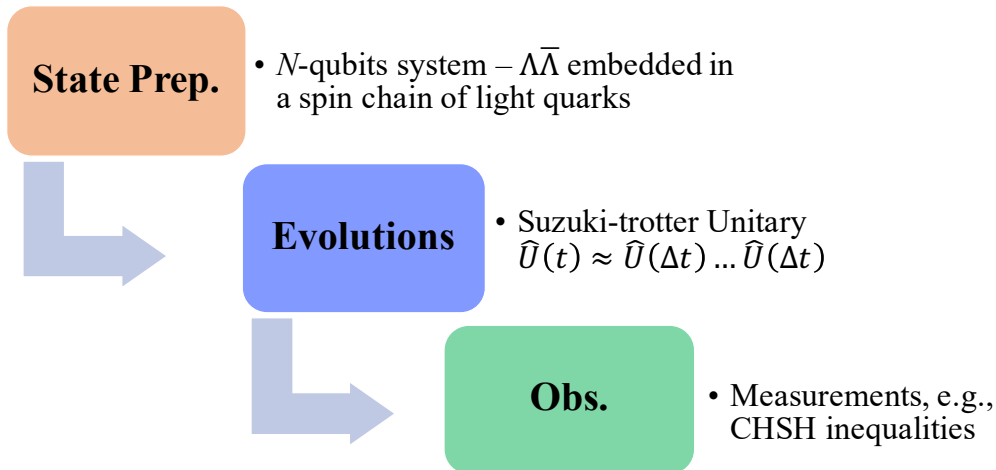 State Prep.
• N-qubits system – ΛΛ̅ embedded in
a spin chain of light quarks
Evolutions
• Suzuki-trotter Unitary
Û(t) ≈ Û(Δt) … Û(Δt)
Obs.
• Measurements, e.g.,
CHSH inequalities